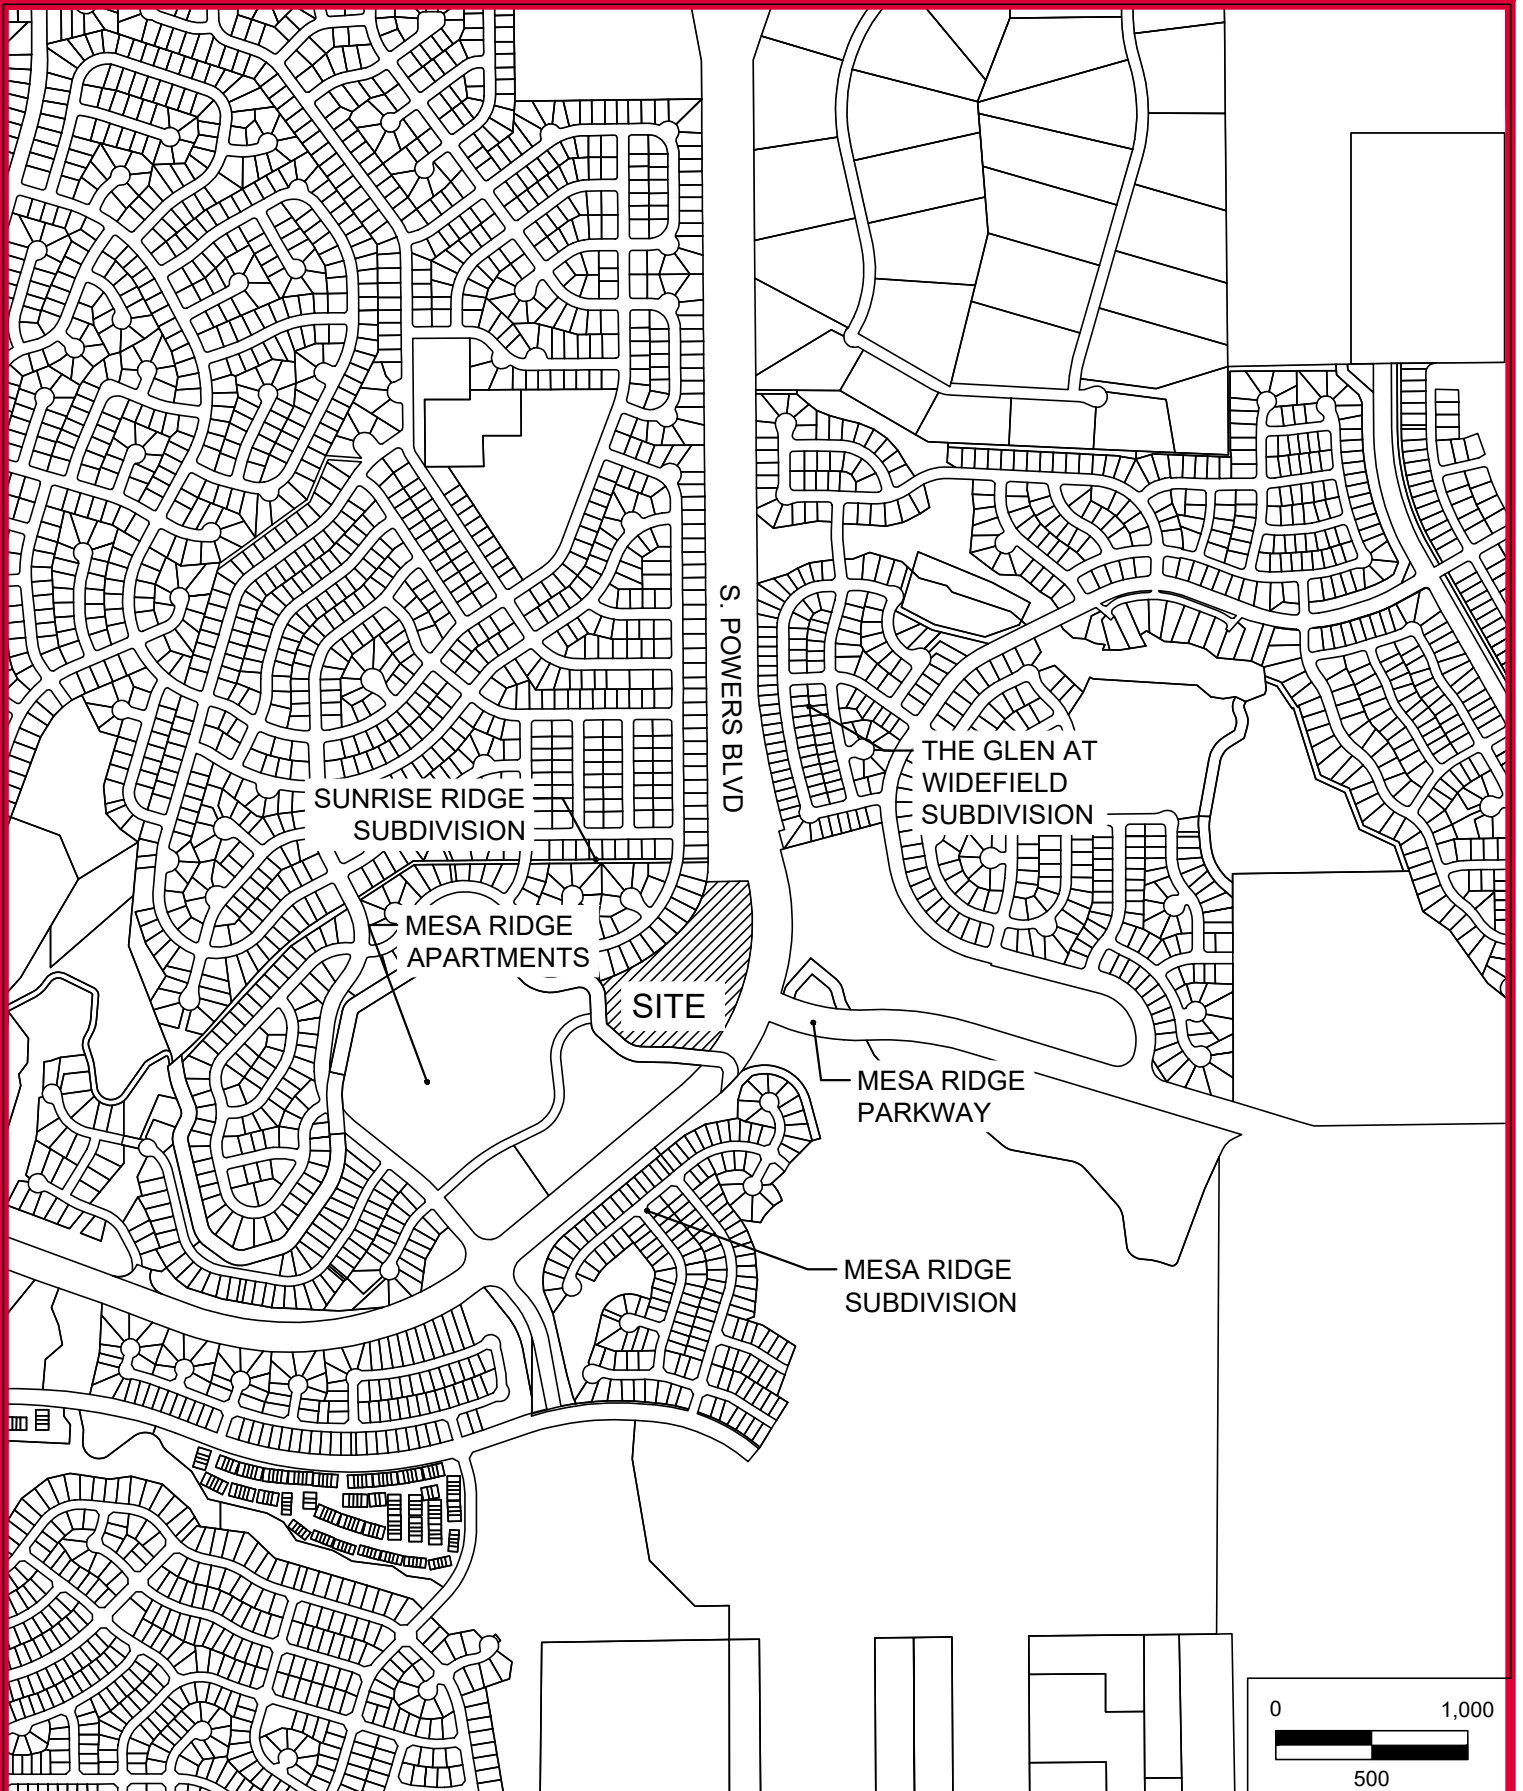 S. POWERS BLVD
THE GLEN AT
WIDEFIELD
SUBDIVISION
SUNRISE RIDGE
SUBDIVISION
MESA RIDGE
APARTMENTS
SITE
MESA RIDGE
PARKWAY
MESA RIDGE
SUBDIVISION
0 1,000
500